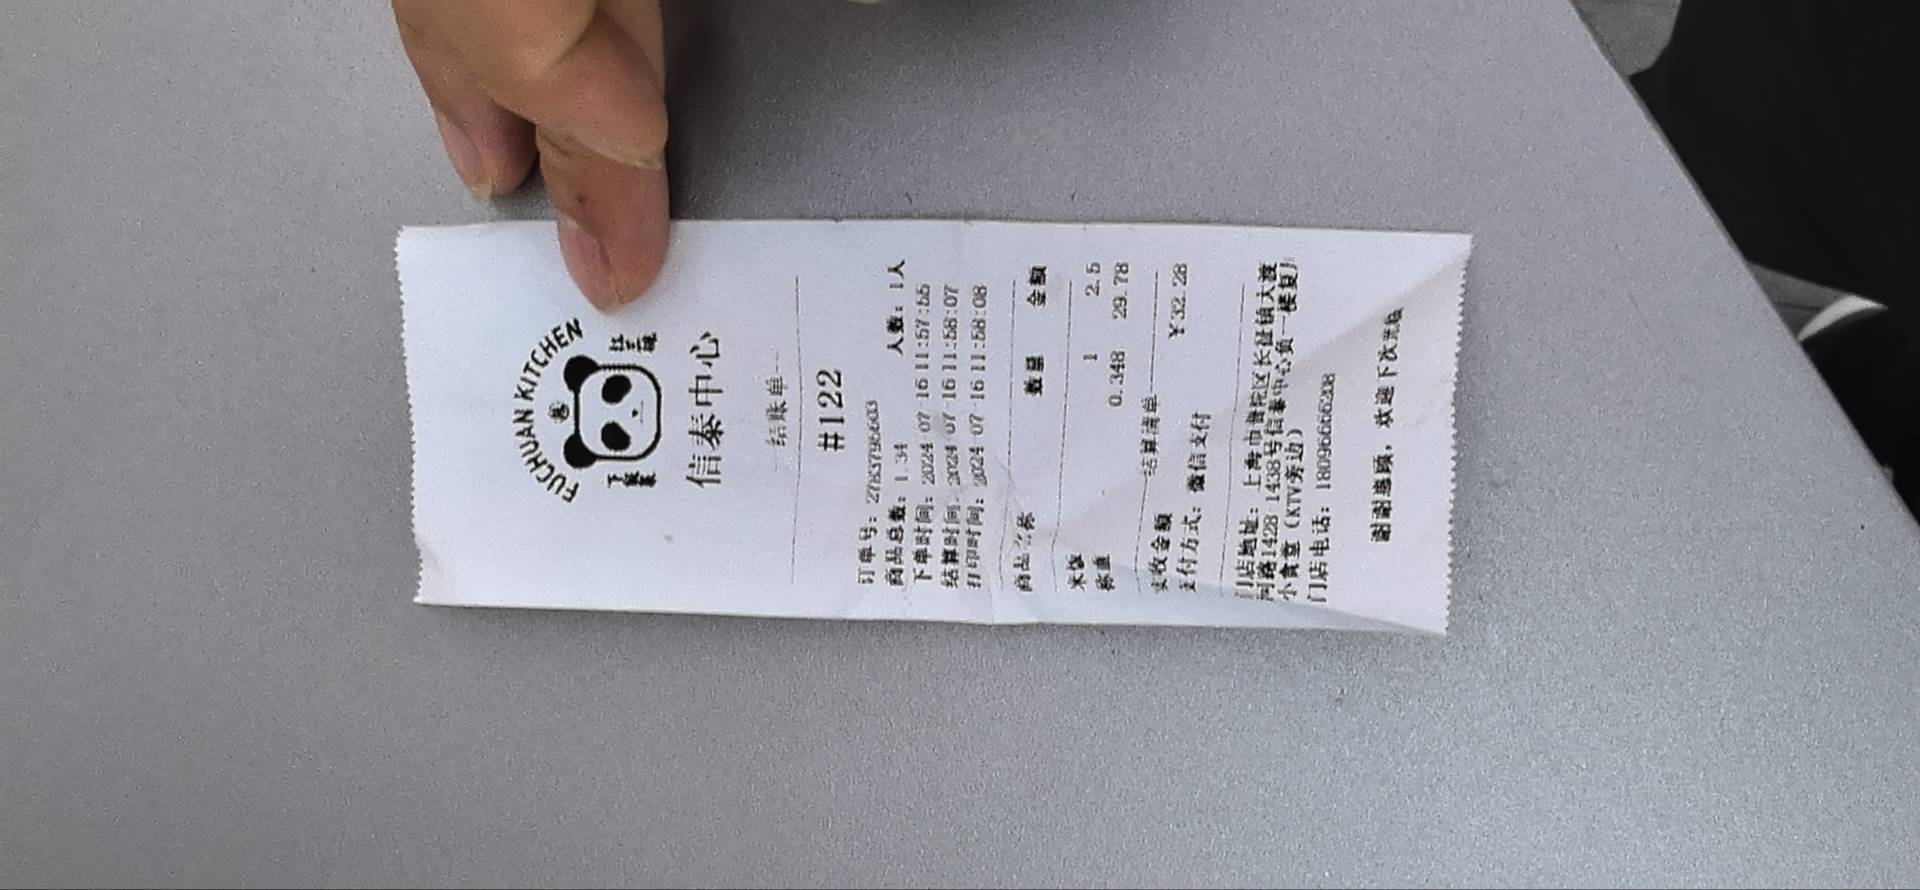 FUCHUAN KITCHEN
下饭家
拉三碗
信泰中心
结账单
#122
订单号: 2783795603
商品总数: 1.34 人数: 1人
下单时间: 2024-07-16 11:57:55
结算时间: 2024-07-16 11:58:07
打印时间: 2024-07-16 11:58:08
商品名称 数量 金额
米饭 1 2.5
称重 0.348 29.78
结算清单
实收金额 ¥32.28
支付方式: 微信支付
门店地址: 上海市普陀区长征镇大渡
河路1428-1438号信泰中心负一楼复
小食堂 (KTV旁边)
门店电话: 18096666208
谢谢惠顾, 欢迎下次光临